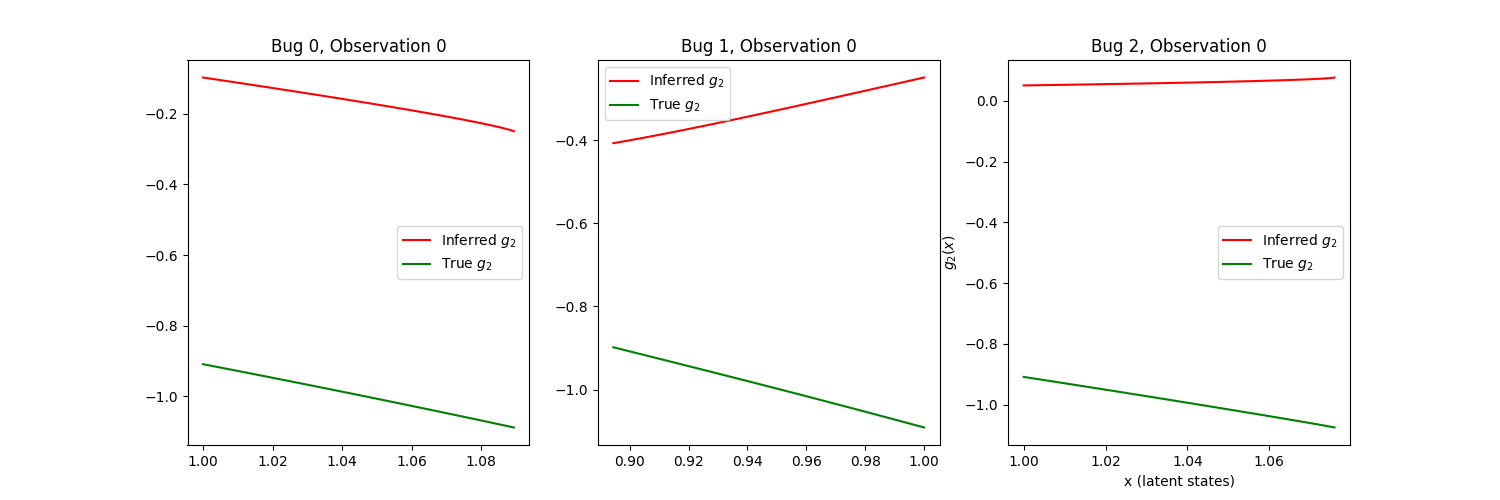 Bug 0, Observation 0
−0.2
−0.4
−0.6
−0.8
−1.0
Inferred g₂
True g₂
1.00 1.02 1.04 1.06 1.08
Bug 1, Observation 0
Inferred g₂
True g₂
−0.4
−0.6
−0.8
−1.0
0.90 0.92 0.94 0.96 0.98 1.00
Bug 2, Observation 0
g₂(x)
0.0
−0.2
−0.4
−0.6
−0.8
−1.0
Inferred g₂
True g₂
1.00 1.02 1.04 1.06
x (latent states)